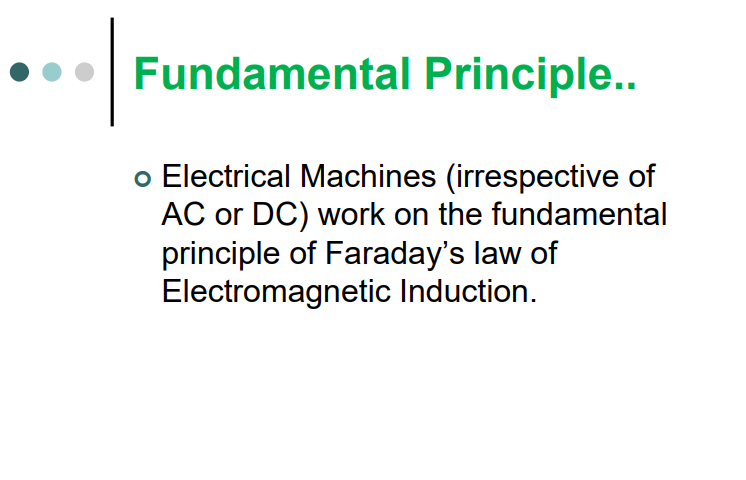 Fundamental Principle..
Electrical Machines (irrespective of
AC or DC) work on the fundamental
principle of Faraday’s law of
Electromagnetic Induction.